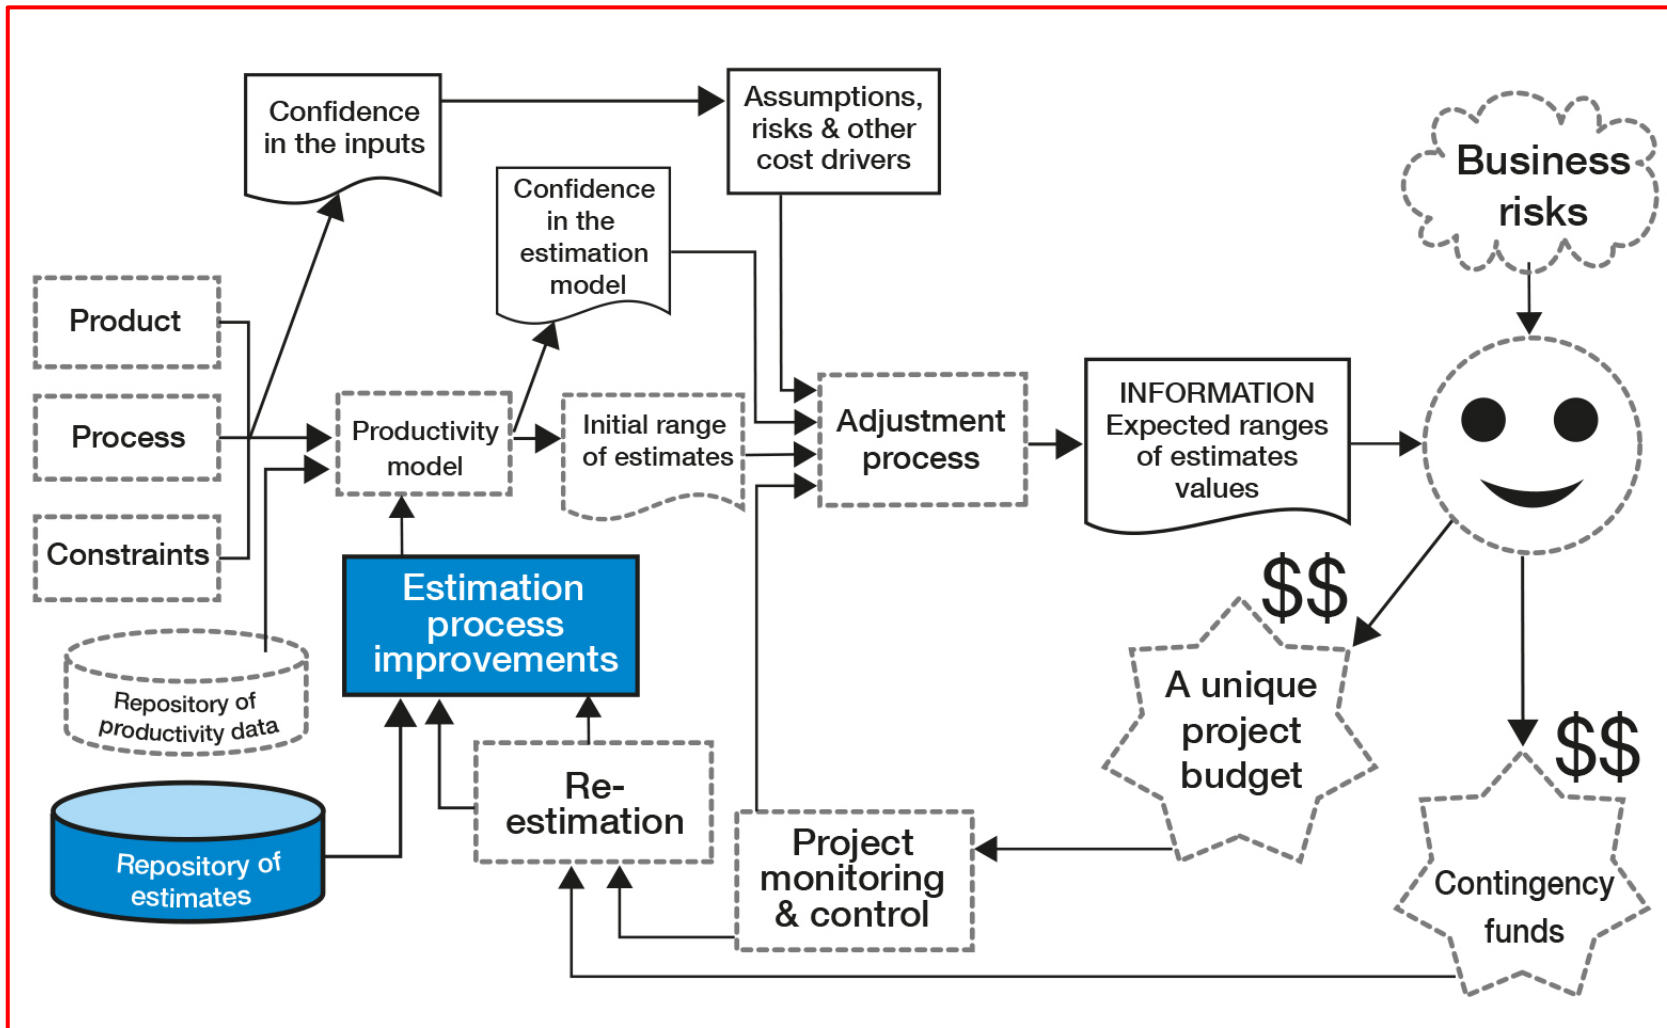 Confidence
in the inputs
Assumptions,
risks & other
cost drivers
Business
risks
Confidence
in the
estimation
model
Product
Process
Constraints
Productivity
model
Initial range
of estimates
Adjustment
process
INFORMATION
Expected ranges
of estimates
values
Estimation
process
improvements
Repository of
productivity data
Repository of
estimates
Re-
estimation
Project
monitoring
& control
$$
A unique
project
budget
$$
Contingency
funds